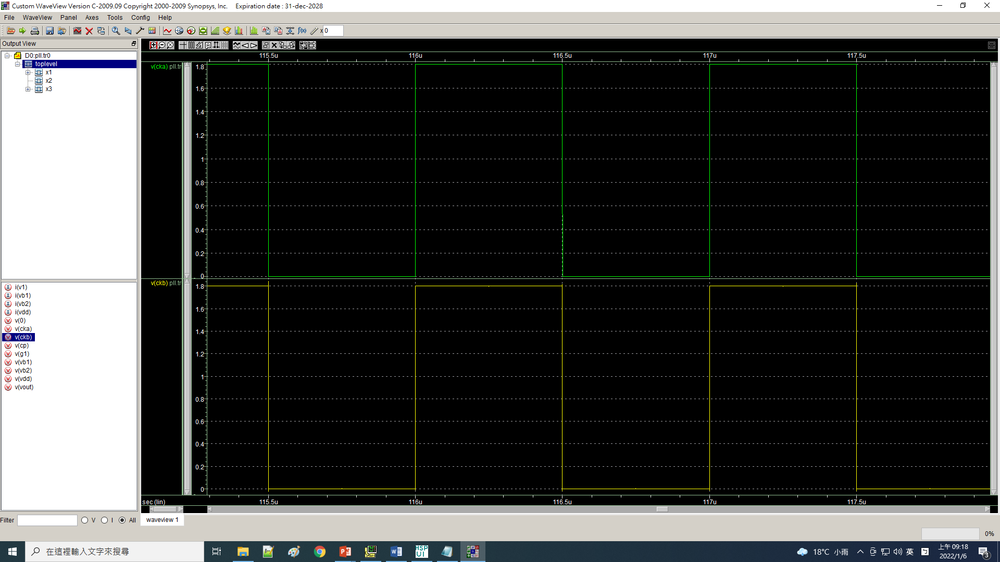 Custom WaveView Version C-2009.09 Copyright 2000-2009 Synopsys, Inc. Expiration date : 31-dec-2028
File WaveView Panel Axes Tools Config Help
x 0
Output View
D0:pll.tr0
toplevel
x1
x2
x3
i(v1)
i(vb1)
i(vb2)
i(vdd)
v(0)
v(cka)
v(ckb)
v(cp)
v(g1)
v(vb1)
v(vb2)
v(vdd)
v(vout)
Filter V I All
115.5u 116u 116.5u 117u 117.5u
v(cka) pll.tr
1.8
1.6
1.4
1.2
1
0.8
0.6
0.4
0.2
0
v(ckb) pll.tr
1.8
1.6
1.4
1.2
1
0.8
0.6
0.4
0.2
0
sec (lin) 115.5u 116u 116.5u 117u 117.5u
waveview 1
0%
在這裡輸入文字來搜尋
HSP
UI
18°C 小雨
英
上午 09:18
2022/1/6
3